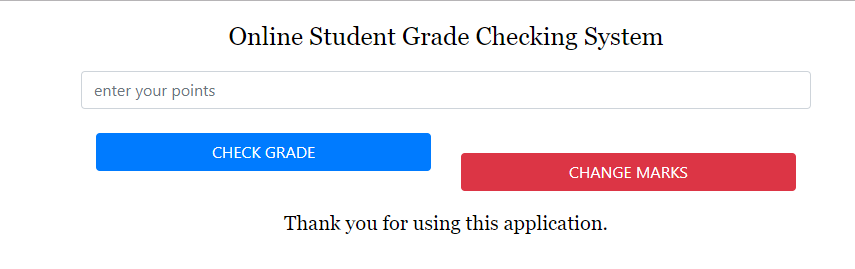 Online Student Grade Checking System
enter your points
CHECK GRADE
CHANGE MARKS
Thank you for using this application.